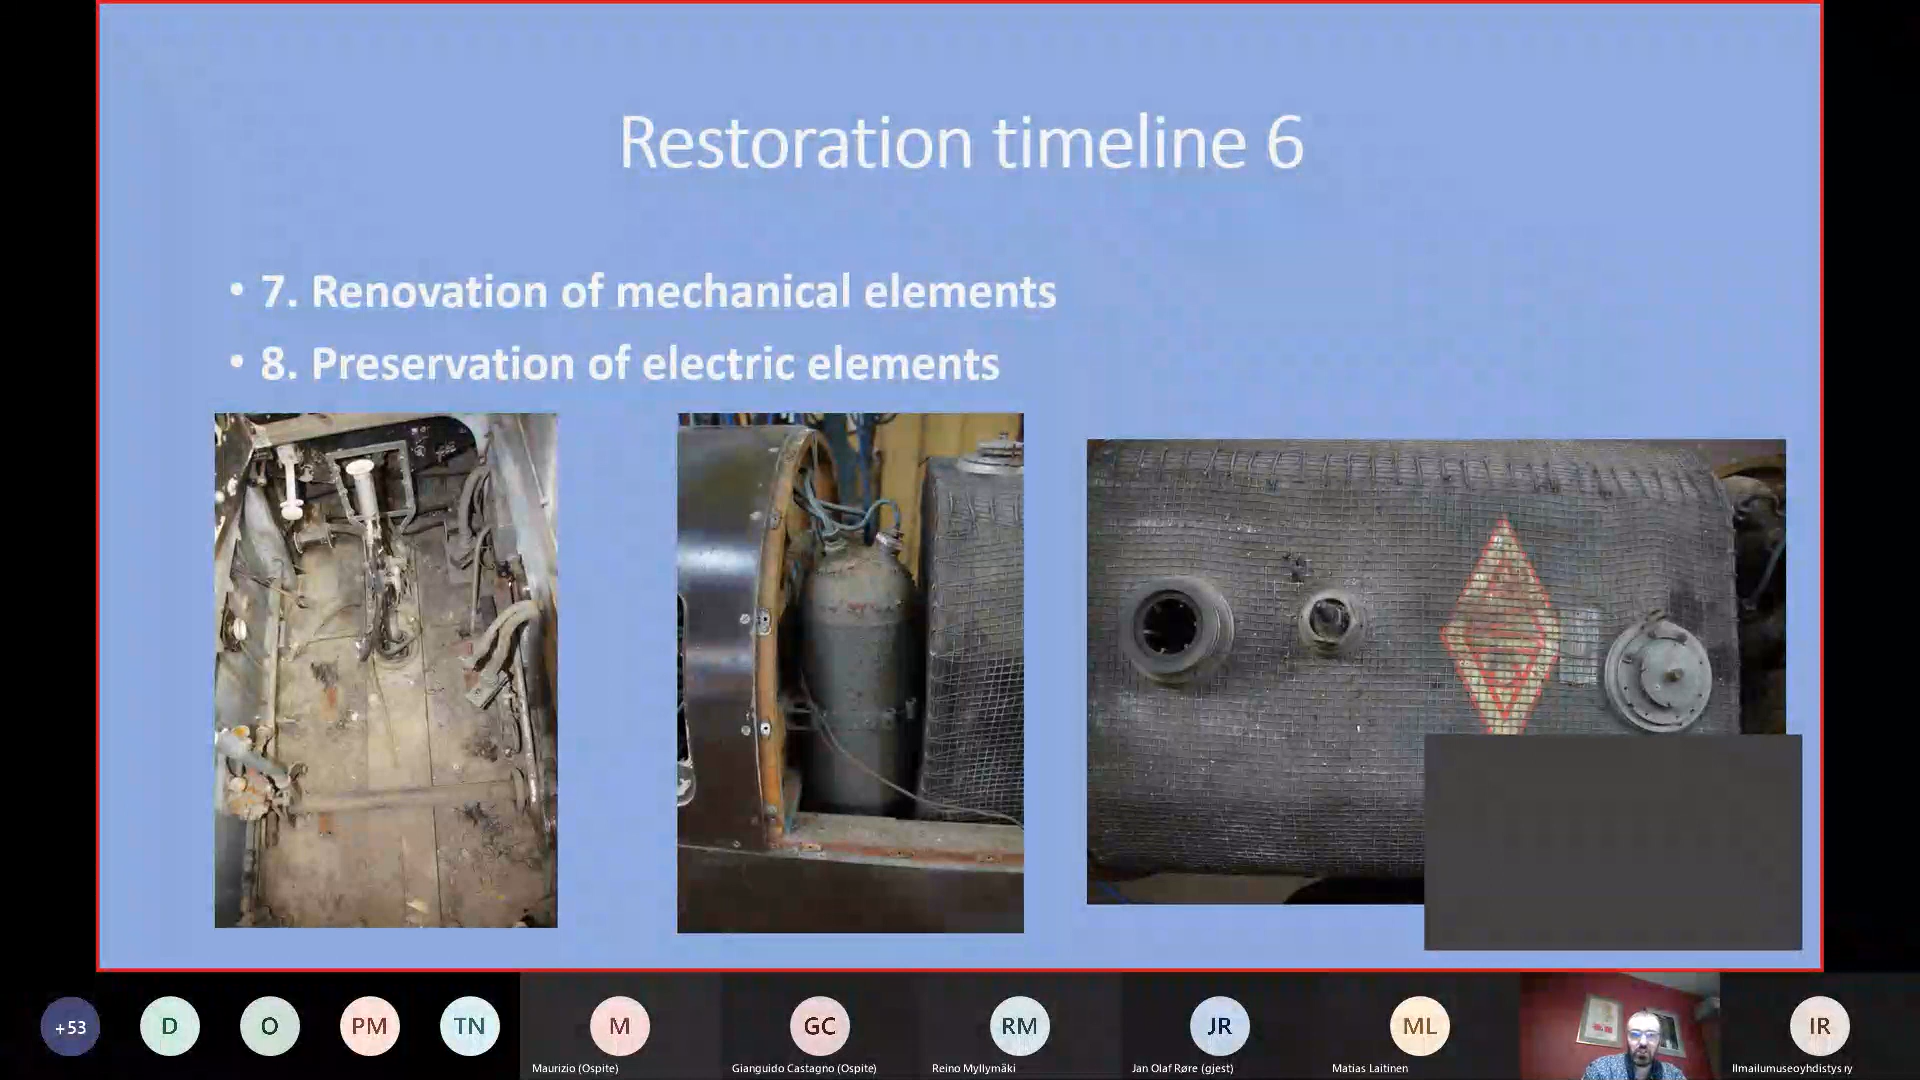 Restoration timeline 6
• 7. Renovation of mechanical elements
• 8. Preservation of electric elements
+53
D
O
PM
TN
M
GC
RM
JR
ML
IR
Maurizio (Ospite)
Gianguido Castagno (Ospite)
Reino Myllymäki
Jan Olaf Røre (gjest)
Matias Laitinen
Ilmailumuseoyhdistys ry